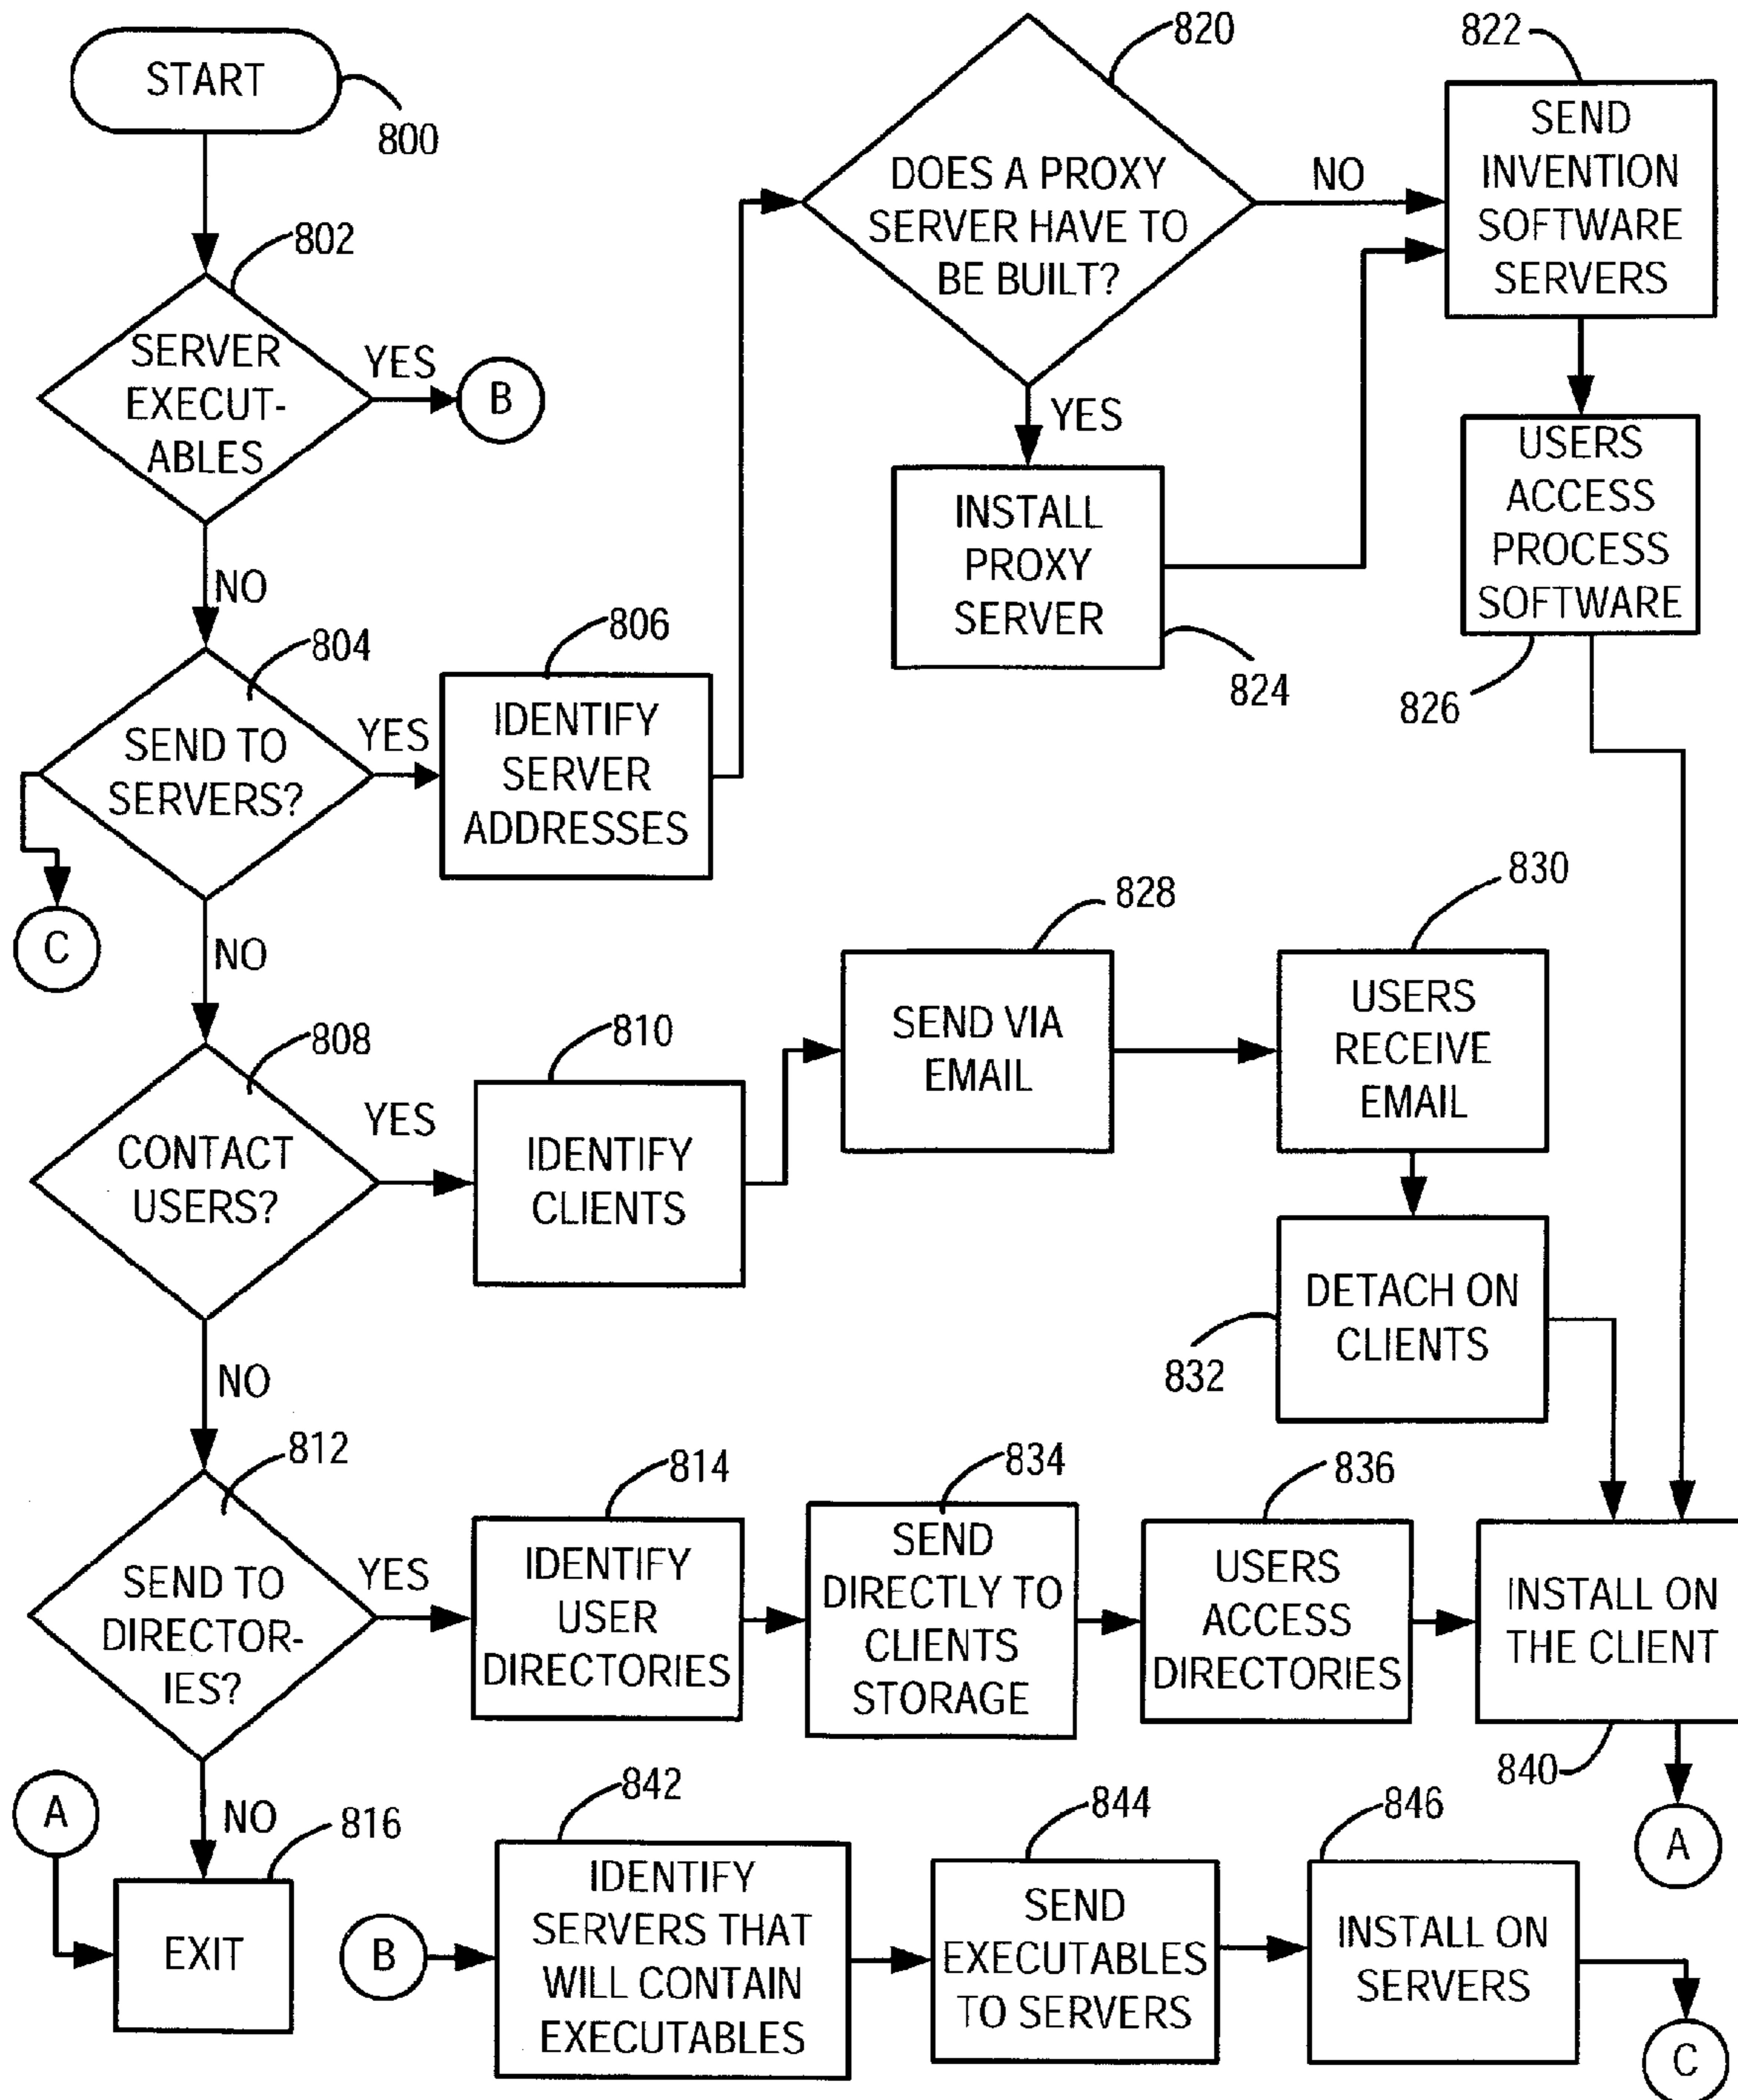 START
800
802
SERVER
EXECUT-
ABLES
YES
B
NO
804
SEND TO
SERVERS?
YES
C
806
IDENTIFY
SERVER
ADDRESSES
NO
820
DOES A PROXY
SERVER HAVE TO
BE BUILT?
NO
YES
822
SEND
INVENTION
SOFTWARE
SERVERS
INSTALL
PROXY
SERVER
824
USERS
ACCESS
PROCESS
SOFTWARE
826
808
CONTACT
USERS?
YES
810
IDENTIFY
CLIENTS
828
SEND VIA
EMAIL
830
USERS
RECEIVE
EMAIL
DETACH ON
CLIENTS
832
NO
812
SEND TO
DIRECTOR-
IES?
YES
814
IDENTIFY
USER
DIRECTORIES
834
SEND
DIRECTLY TO
CLIENTS
STORAGE
836
USERS
ACCESS
DIRECTORIES
INSTALL ON
THE CLIENT
840
A
A
NO
816
EXIT
B
842
IDENTIFY
SERVERS THAT
WILL CONTAIN
EXECUTABLES
844
SEND
EXECUTABLES
TO SERVERS
846
INSTALL ON
SERVERS
C